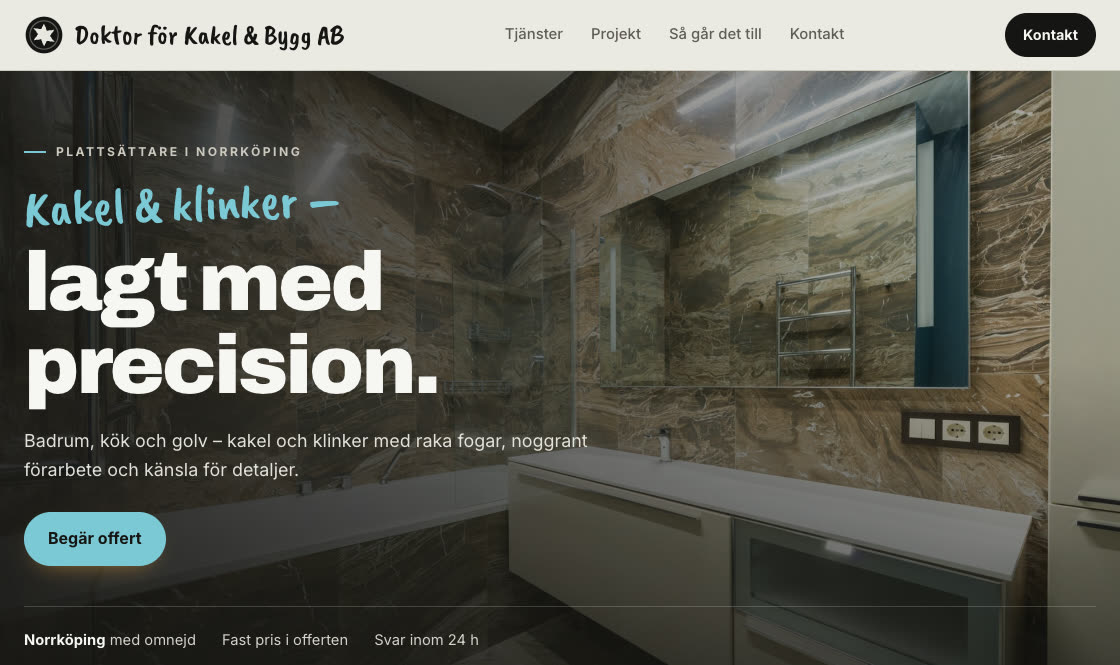 Doktor för Kakel & Bygg AB
Tjänster
Projekt
Så går det till
Kontakt
Kontakt
PLATTSÄTTARE I NORRKÖPING
Kakel & klinker –
lagt med
precision.
Badrum, kök och golv – kakel och klinker med raka fogar, noggrant
förarbete och känsla för detaljer.
Begär offert
Norrköping med omnejd
Fast pris i offerten
Svar inom 24 h